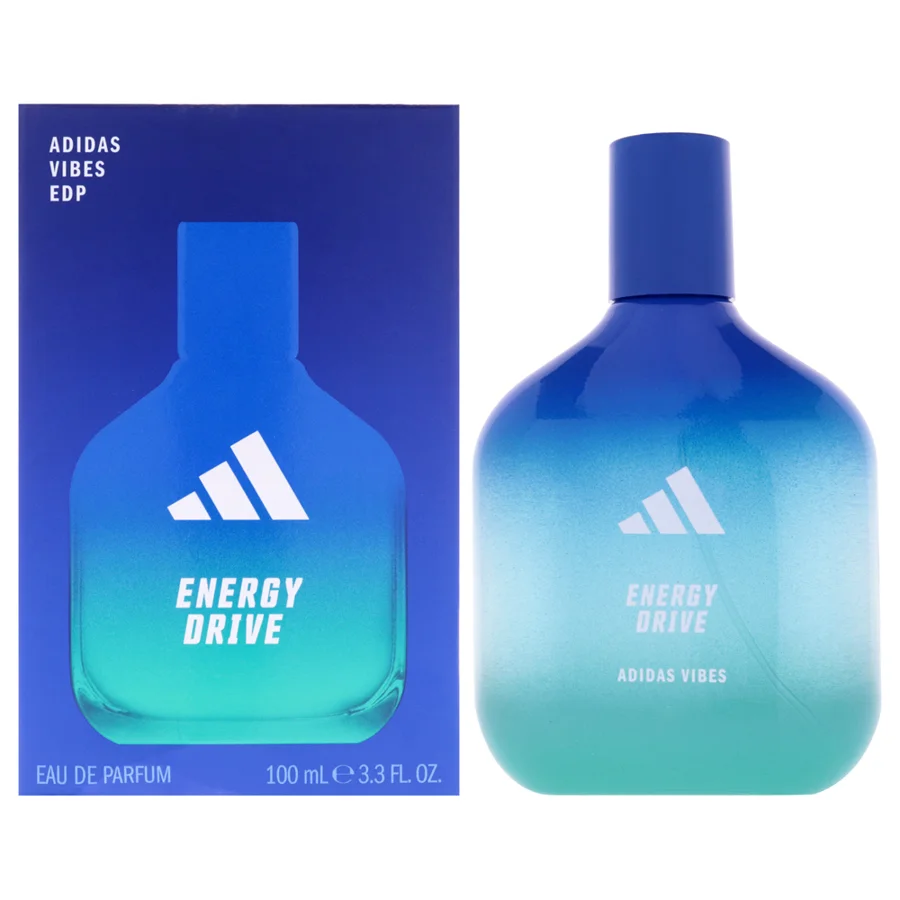 ADIDAS
VIBES
EDP
ENERGY
DRIVE
EAU DE PARFUM
100 mL ℮ 3.3 FL. OZ.
ENERGY
DRIVE
ADIDAS VIBES